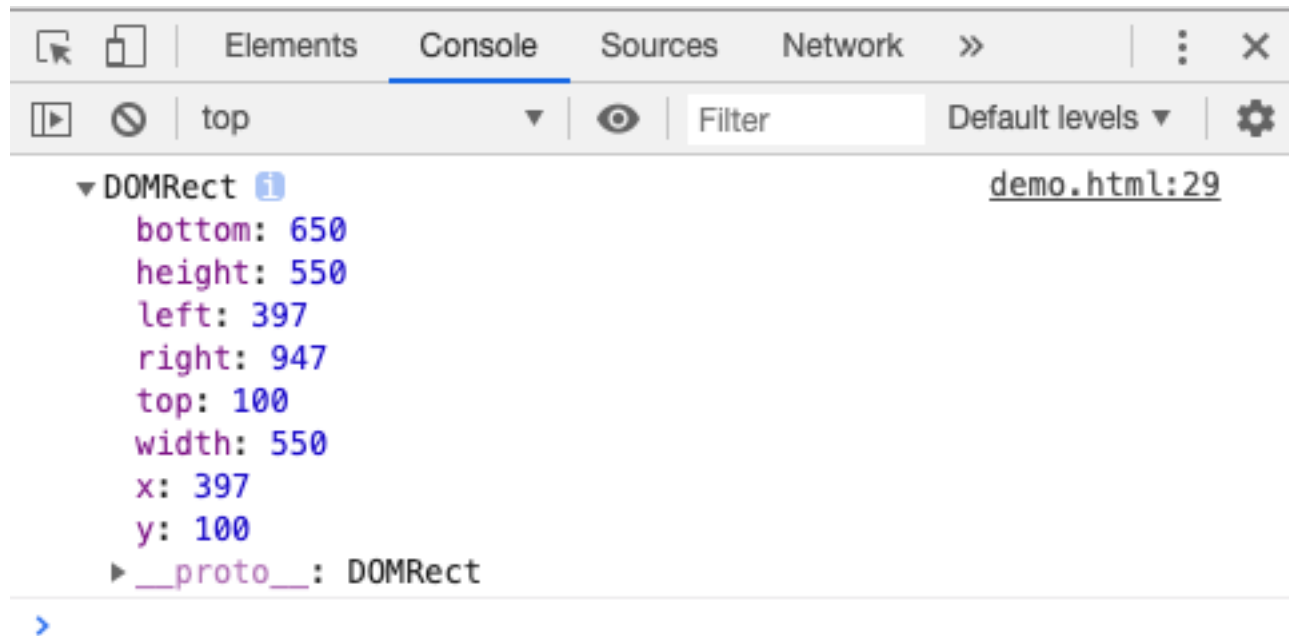 Elements Console Sources Network »
top Filter Default levels ▼
▼DOMRect i demo.html:29
bottom: 650
height: 550
left: 397
right: 947
top: 100
width: 550
x: 397
y: 100
▶__proto__: DOMRect
>